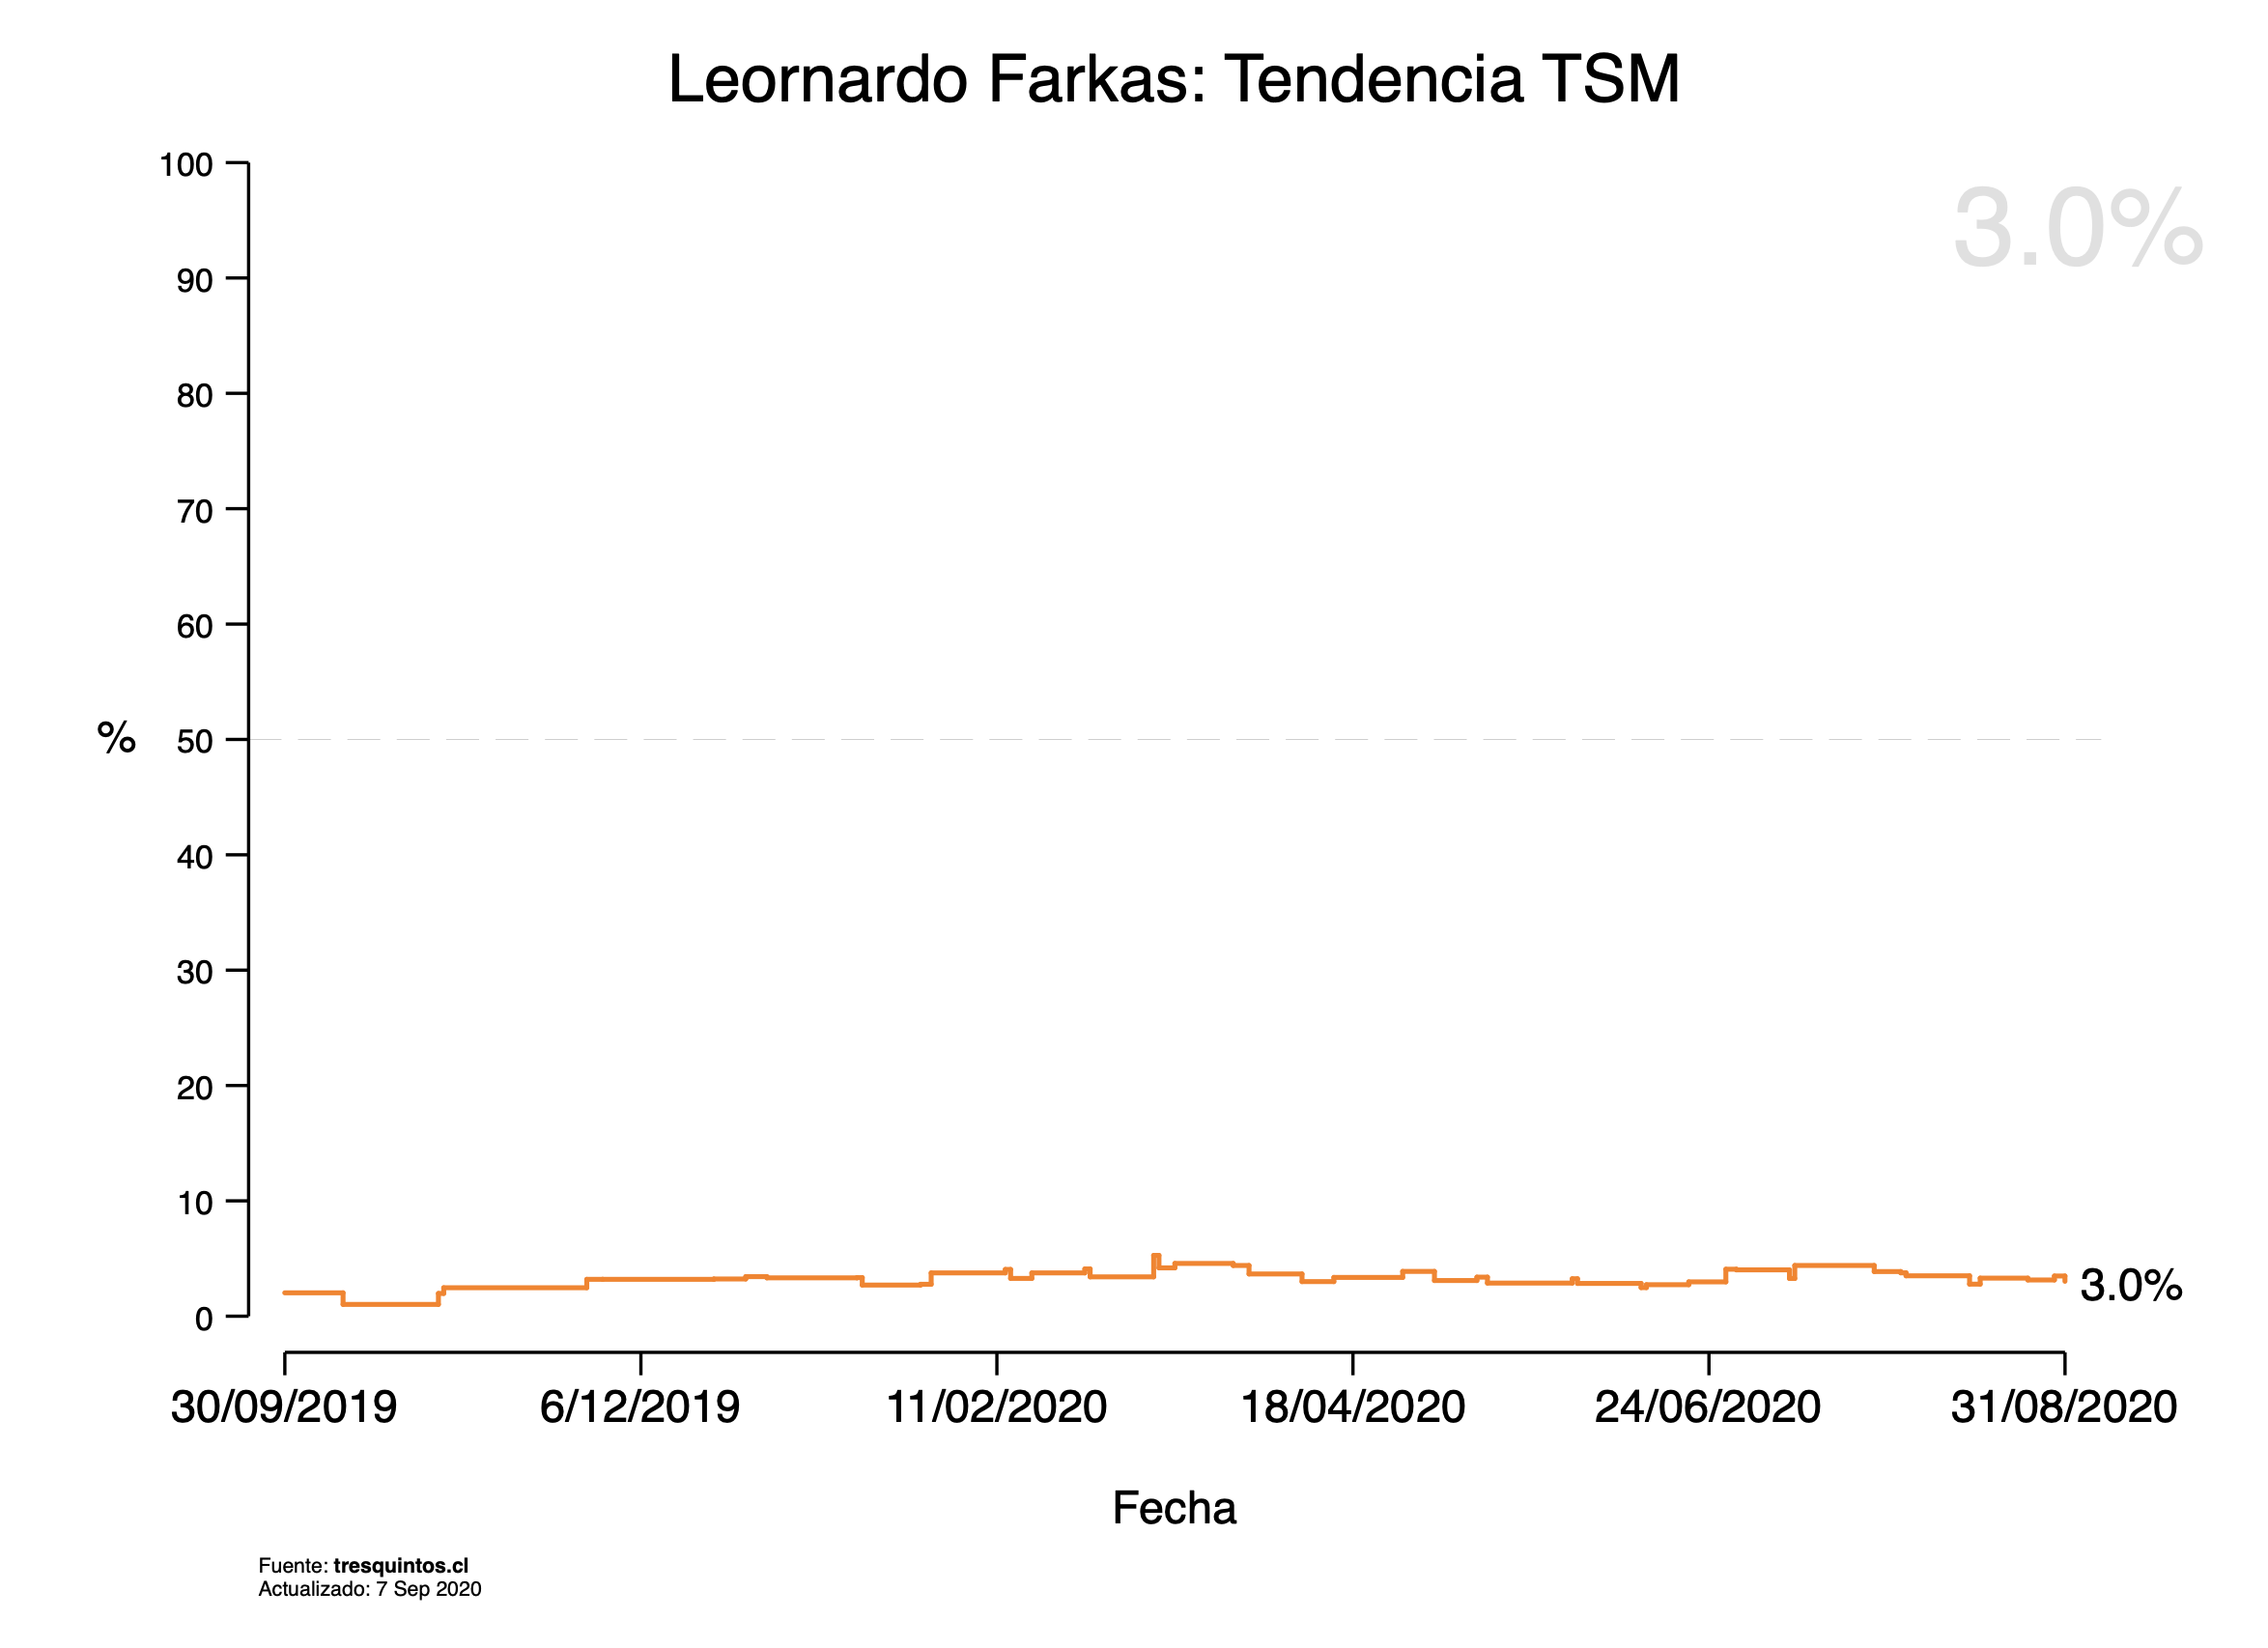 Leornardo Farkas: Tendencia TSM
3.0%
100
90
80
70
60
50
40
30
20
10
0
%
3.0%
30/09/2019 6/12/2019 11/02/2020 18/04/2020 24/06/2020 31/08/2020
Fecha
Fuente: tresquintos.cl
Actualizado: 7 Sep 2020